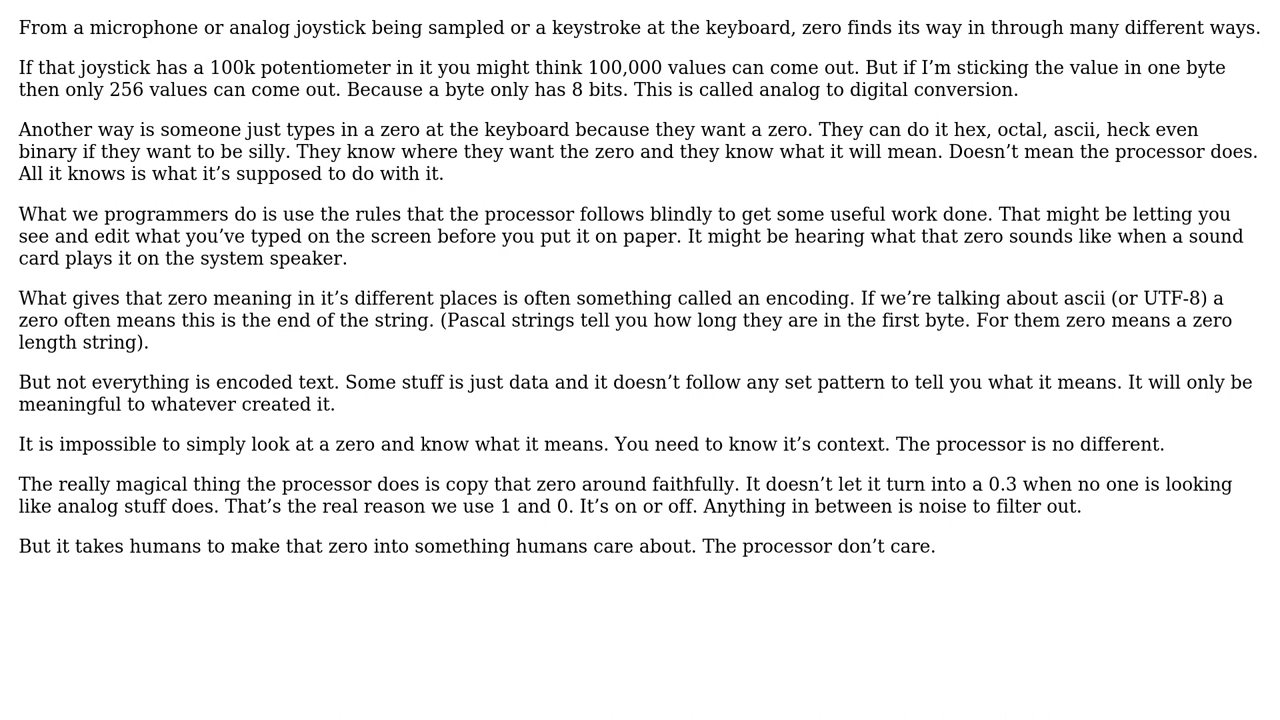 From a microphone or analog joystick being sampled or a keystroke at the keyboard, zero finds its way in through many different ways.
If that joystick has a 100k potentiometer in it you might think 100,000 values can come out. But if I’m sticking the value in one byte
then only 256 values can come out. Because a byte only has 8 bits. This is called analog to digital conversion.
Another way is someone just types in a zero at the keyboard because they want a zero. They can do it hex, octal, ascii, heck even
binary if they want to be silly. They know where they want the zero and they know what it will mean. Doesn’t mean the processor does.
All it knows is what it’s supposed to do with it.
What we programmers do is use the rules that the processor follows blindly to get some useful work done. That might be letting you
see and edit what you’ve typed on the screen before you put it on paper. It might be hearing what that zero sounds like when a sound
card plays it on the system speaker.
What gives that zero meaning in it’s different places is often something called an encoding. If we’re talking about ascii (or UTF-8) a
zero often means this is the end of the string. (Pascal strings tell you how long they are in the first byte. For them zero means a zero
length string).
But not everything is encoded text. Some stuff is just data and it doesn’t follow any set pattern to tell you what it means. It will only be
meaningful to whatever created it.
It is impossible to simply look at a zero and know what it means. You need to know it’s context. The processor is no different.
The really magical thing the processor does is copy that zero around faithfully. It doesn’t let it turn into a 0.3 when no one is looking
like analog stuff does. That’s the real reason we use 1 and 0. It’s on or off. Anything in between is noise to filter out.
But it takes humans to make that zero into something humans care about. The processor don’t care.